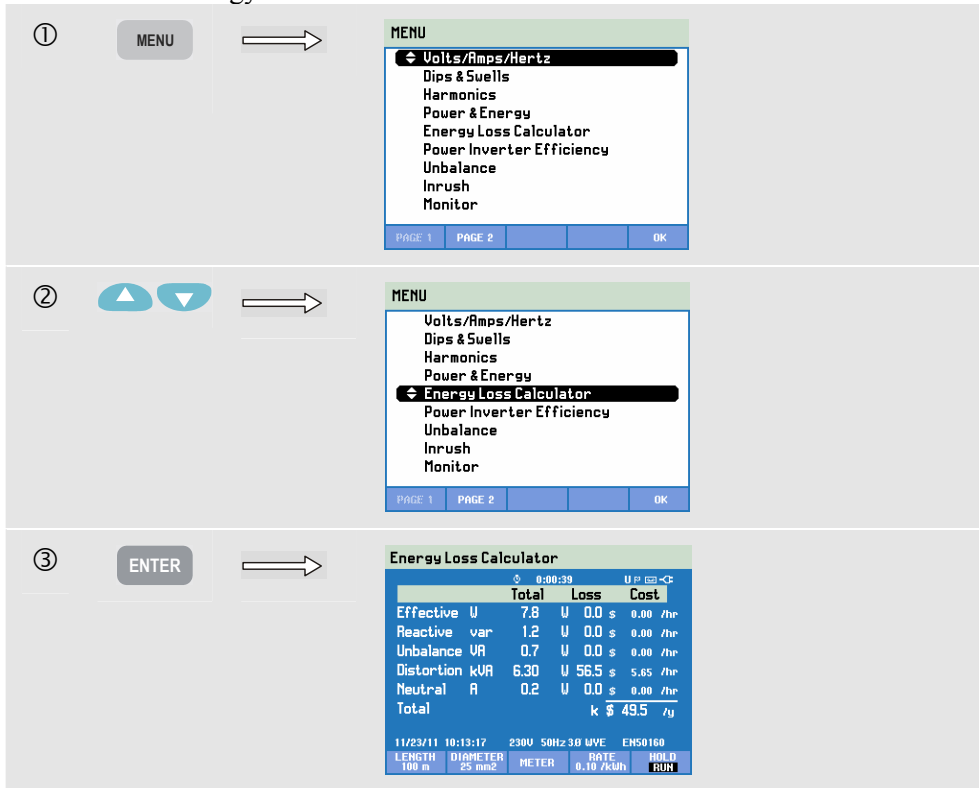 ①
MENU
MENU
Volts/Amps/Hertz
Dips & Swells
Harmonics
Power & Energy
Energy Loss Calculator
Power Inverter Efficiency
Unbalance
Inrush
Monitor
PAGE 1 PAGE 2 OK
②
MENU
Volts/Amps/Hertz
Dips & Swells
Harmonics
Power & Energy
Energy Loss Calculator
Power Inverter Efficiency
Unbalance
Inrush
Monitor
PAGE 1 PAGE 2 OK
③
ENTER
Energy Loss Calculator
0:00:39 U P
Total Loss Cost
Effective W 7.8 W 0.0 $ 0.00 /hr
Reactive var 1.2 W 0.0 $ 0.00 /hr
Unbalance VA 0.7 W 0.0 $ 0.00 /hr
Distortion kVA 6.30 W 56.5 $ 5.65 /hr
Neutral A 0.2 W 0.0 $ 0.00 /hr
Total k $ 49.5 /y
11/23/11 10:13:17 230V 50Hz 3.Ø WYE EN50160
LENGTH 100 m DIAMETER 25 mm2 METER RATE 0.10 /kWh HOLD RUN